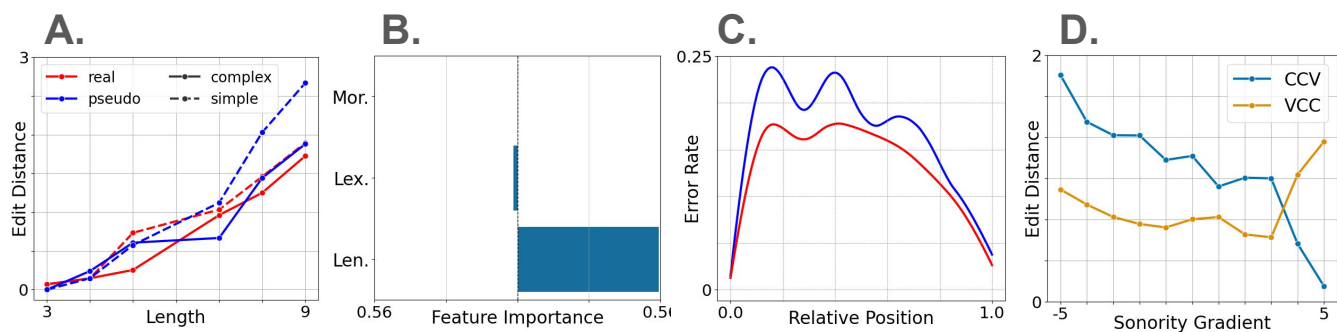 A.
3
real
complex
pseudo
simple
Edit Distance
0
3
Length
9
B.
Mor.
Lex.
Len.
0.56
Feature Importance
0.56
C.
0.25
Error Rate
0
0.0
Relative Position
1.0
D.
2
CCV
VCC
Edit Distance
0
-5
Sonority Gradient
5